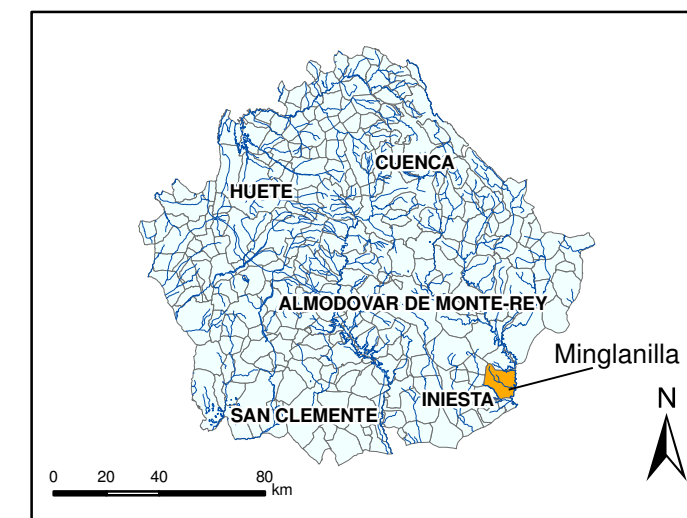 CUENCA
HUETE
ALMODOVAR DE MONTE-REY
Minglanilla
INIESTA
SAN CLEMENTE
N
0 20 40 80
km